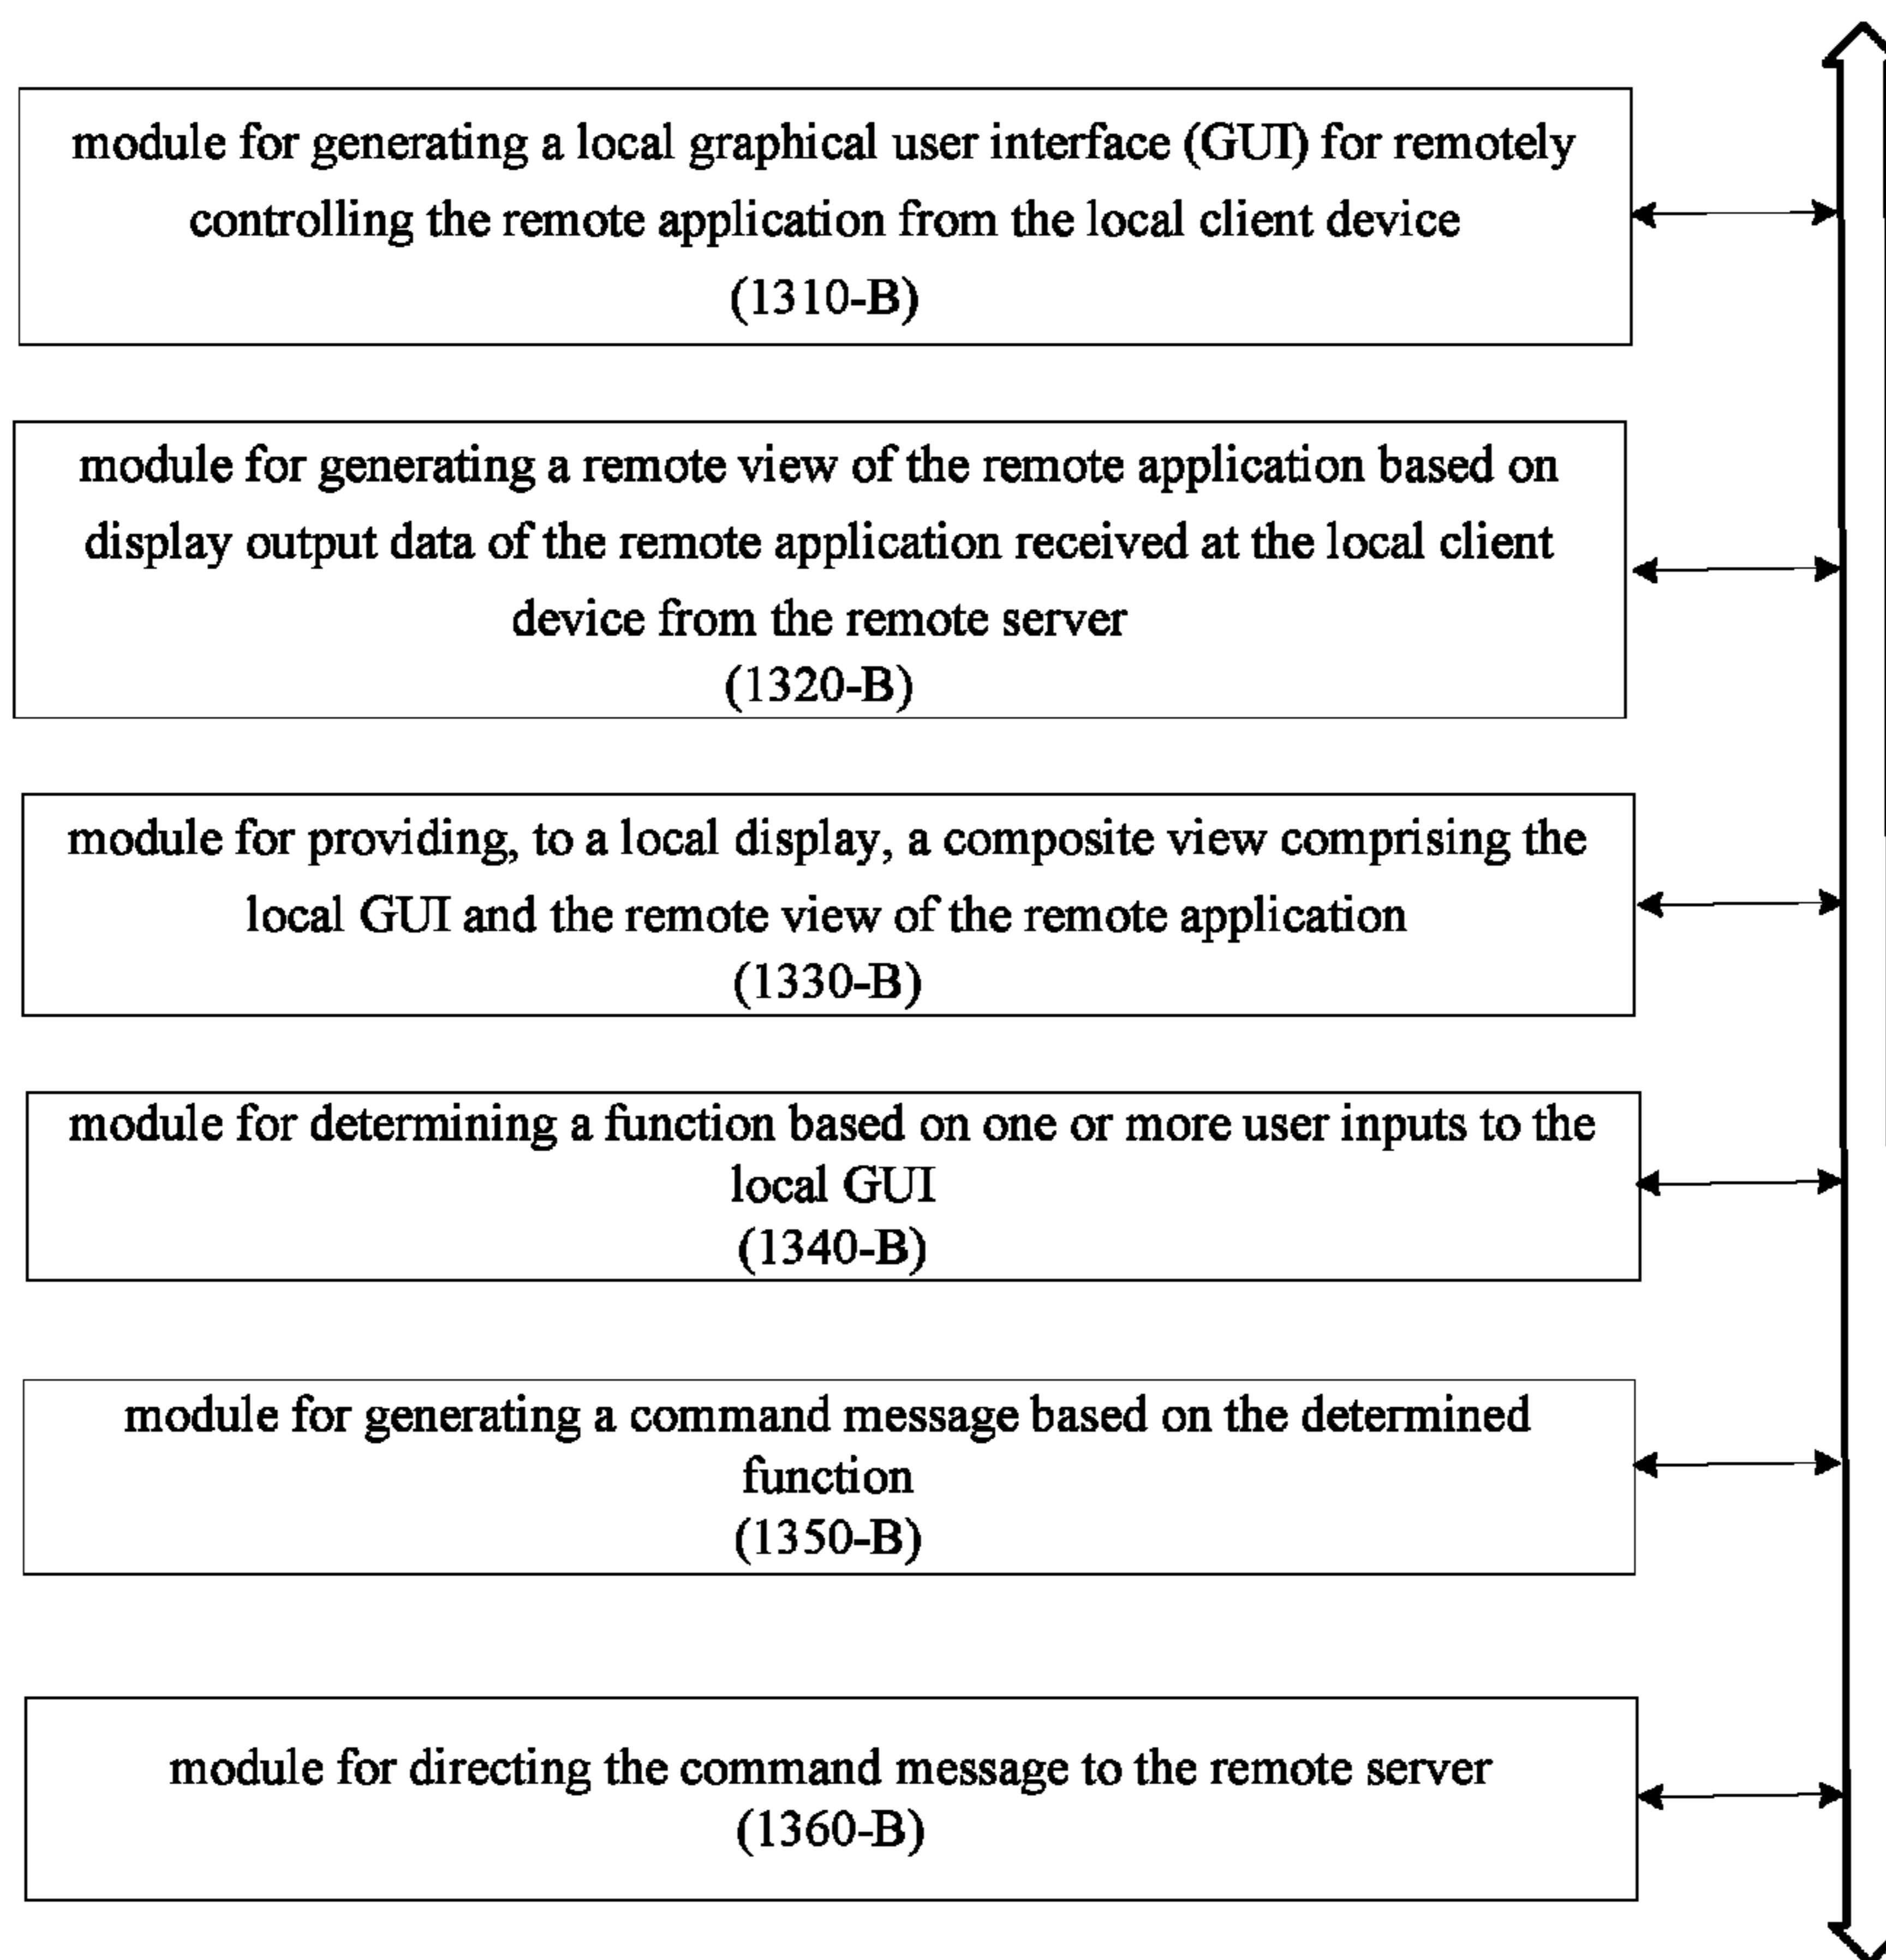 module for generating a local graphical user interface (GUI) for remotely
controlling the remote application from the local client device
(1310-B)
module for generating a remote view of the remote application based on
display output data of the remote application received at the local client
device from the remote server
(1320-B)
module for providing, to a local display, a composite view comprising the
local GUI and the remote view of the remote application
(1330-B)
module for determining a function based on one or more user inputs to the
local GUI
(1340-B)
module for generating a command message based on the determined
function
(1350-B)
module for directing the command message to the remote server
(1360-B)